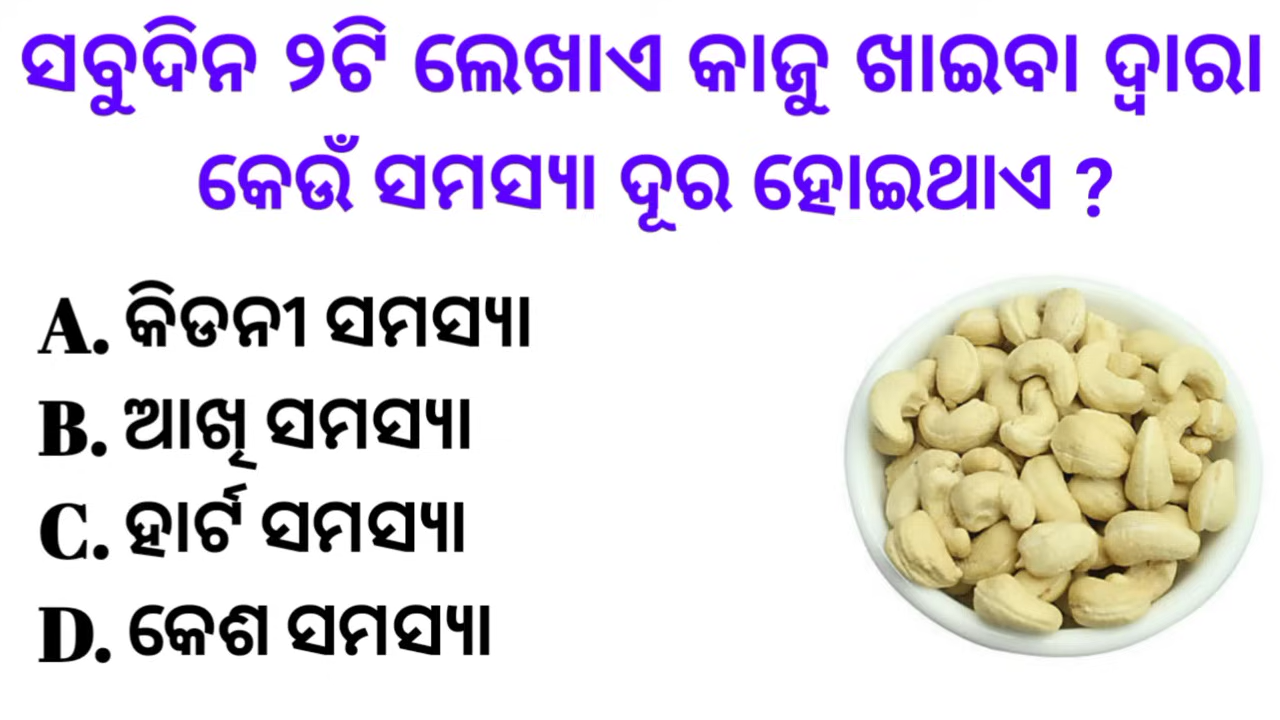 ସବୁଦିନ ୨ଟି ଲେଖାଏ କାଜୁ ଖାଇବା ଦ୍ଵାରା
କେଉଁ ସମସ୍ୟା ଦୂର ହୋଇଥାଏ ?
A. କିଡନୀ ସମସ୍ୟା
B. ଆଖି ସମସ୍ୟା
C. ହାର୍ଟ ସମସ୍ୟା
D. କେଶ ସମସ୍ୟା